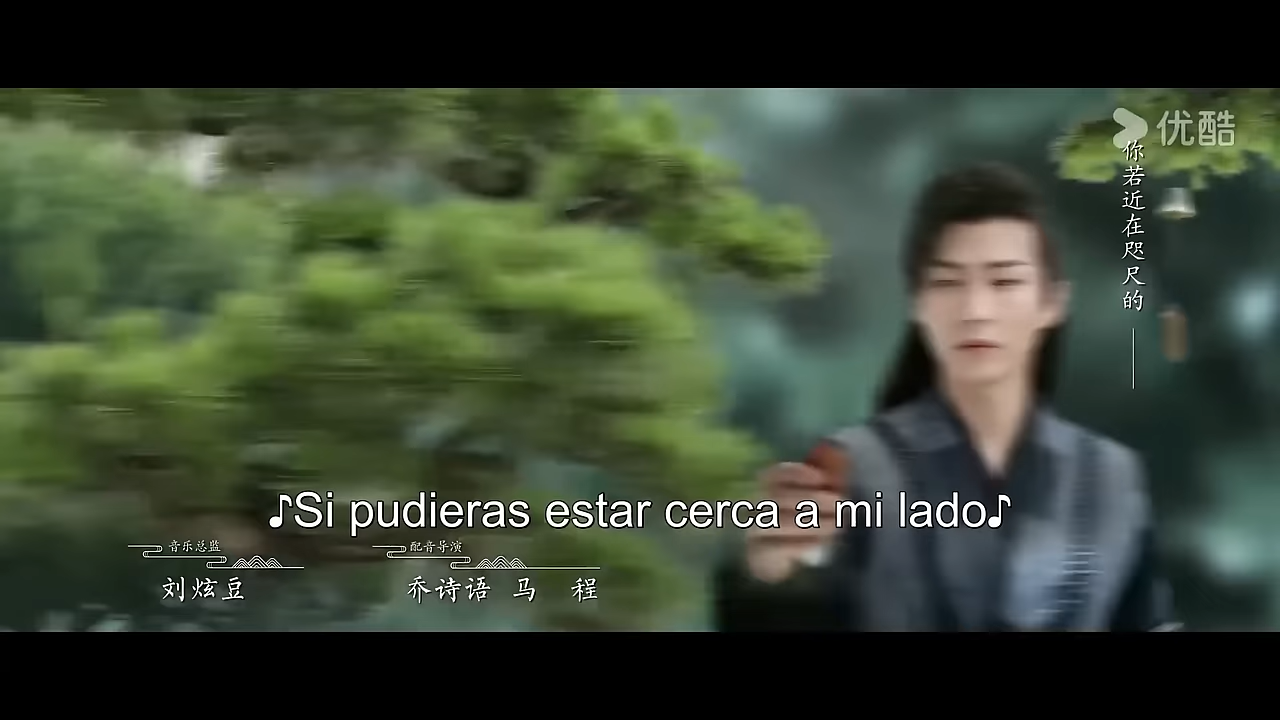 优酷
你若近在咫尺的
♪Si pudieras estar cerca a mi lado♪
音乐总监
刘炫豆
配音导演
乔诗语 马 程